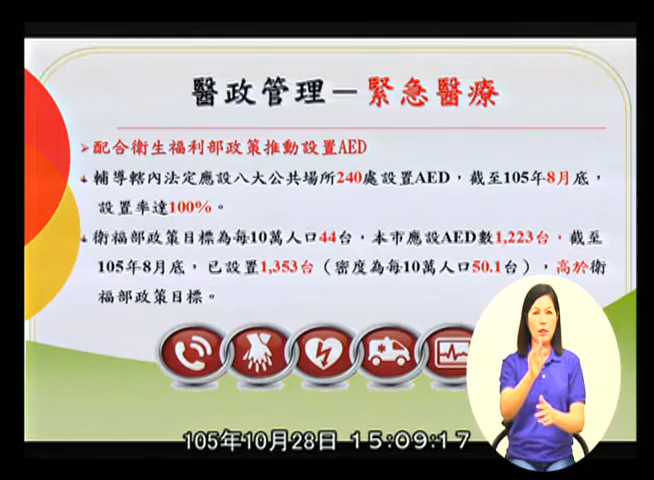 醫政管理－緊急醫療
➢配合衛生福利部政策推動設置AED
輔導轄內法定應設八大公共場所240處設置AED，截至105年8月底，
設置率達100%。
衛福部政策目標為每10萬人口44台，本市應設AED數1,223台，截至
105年8月底，已設置1,353台（密度為每10萬人口50.1台），高於衛
福部政策目標。
105年10月28日 15:09:17